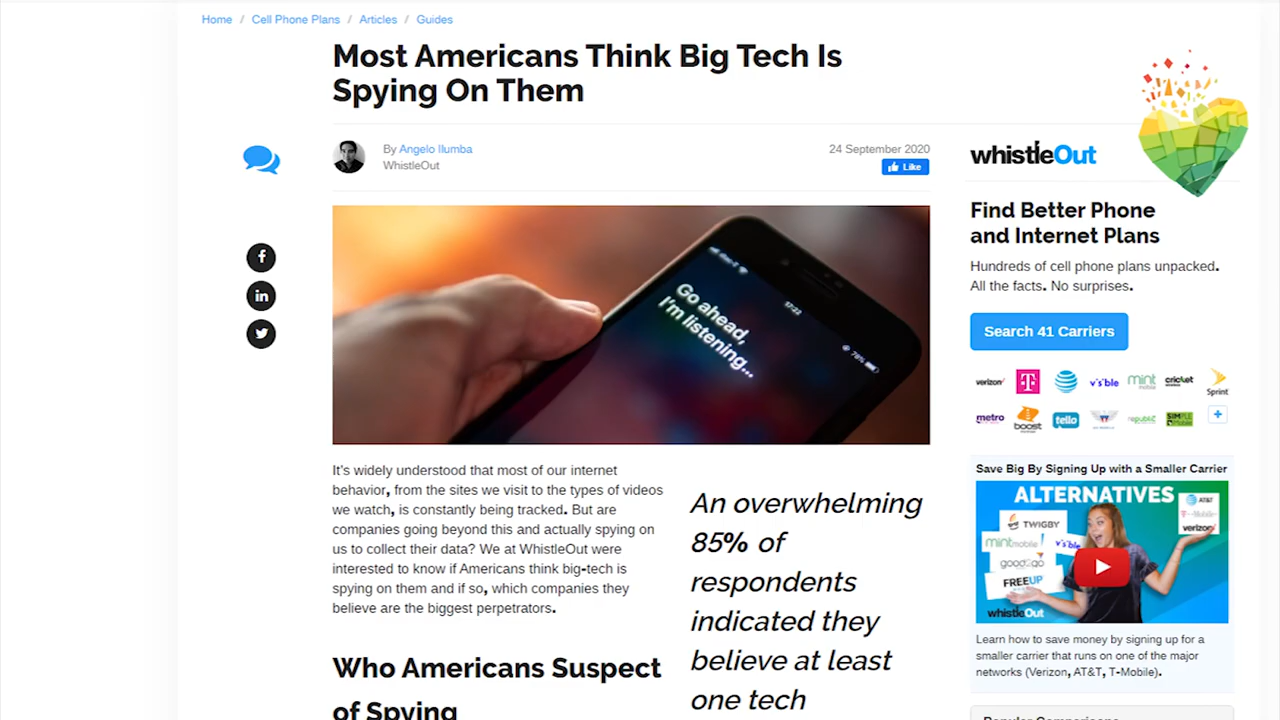 Home / Cell Phone Plans / Articles / Guides
Most Americans Think Big Tech Is
Spying On Them
By Angelo Ilumba
WhistleOut
24 September 2020
Like
Go ahead,
I'm listening...
17:22
It's widely understood that most of our internet
behavior, from the sites we visit to the types of videos
we watch, is constantly being tracked. But are
companies going beyond this and actually spying on
us to collect their data? We at WhistleOut were
interested to know if Americans think big-tech is
spying on them and if so, which companies they
believe are the biggest perpetrators.
Who Americans Suspect
of Spying
An overwhelming
85% of
respondents
indicated they
believe at least
one tech
whistleOut
Find Better Phone
and Internet Plans
Hundreds of cell phone plans unpacked.
All the facts. No surprises.
Search 41 Carriers
verizon T visble mint mobile cricket Sprint
metro boost tello republic SIMPLE Mobile +
Save Big By Signing Up with a Smaller Carrier
ALTERNATIVES
TWIGBY
mintmobile
visble
good2go
FREEUP
AT&T
T-Mobile
verizon
whistleOut
Learn how to save money by signing up for a
smaller carrier that runs on one of the major
networks (Verizon, AT&T, T-Mobile).